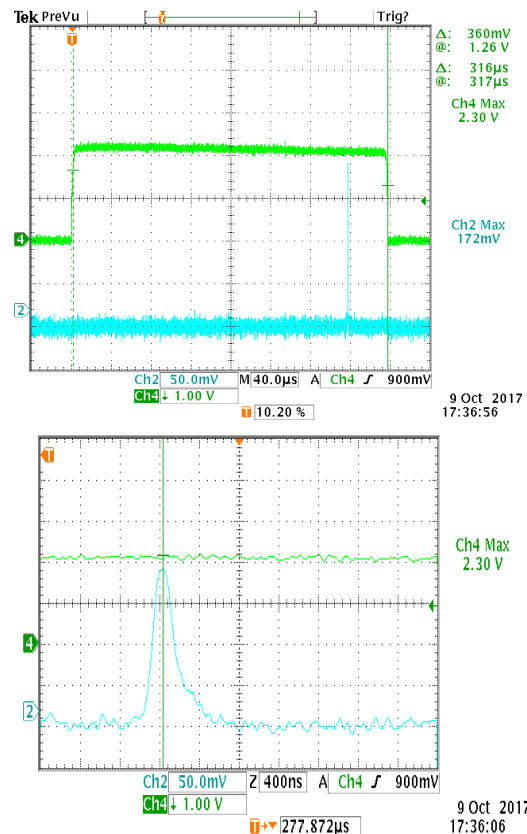 Tek PreVu T Trig?
T
Δ: 360mV
@: 1.26 V
Δ: 316µs
@: 317µs
Ch4 Max
2.30 V
4
Ch2 Max
172mV
2
Ch2 50.0mV M 40.0µs A Ch4 900mV
Ch4 1.00 V
T 10.20 %
9 Oct 2017
17:36:56
T
Ch4 Max
2.30 V
4
2
Ch2 50.0mV Z 400ns A Ch4 900mV
Ch4 1.00 V
T 277.872µs
9 Oct 2017
17:36:06